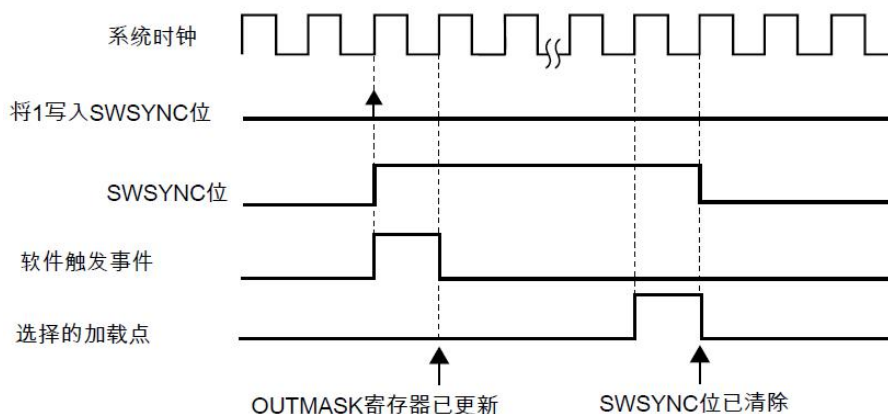 系统时钟
将1写入SWSYNC位
SWSYNC位
软件触发事件
选择的加载点
OUTMASK寄存器已更新
SWSYNC位已清除